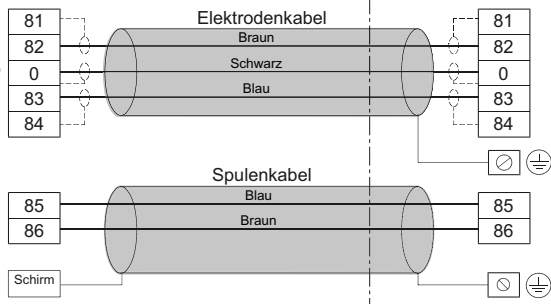 Elektrodenkabel
81 81
82 Braun 82
0 Schwarz 0
83 Blau 83
84 84
Spulenkabel
85 Blau 85
86 Braun 86
Schirm